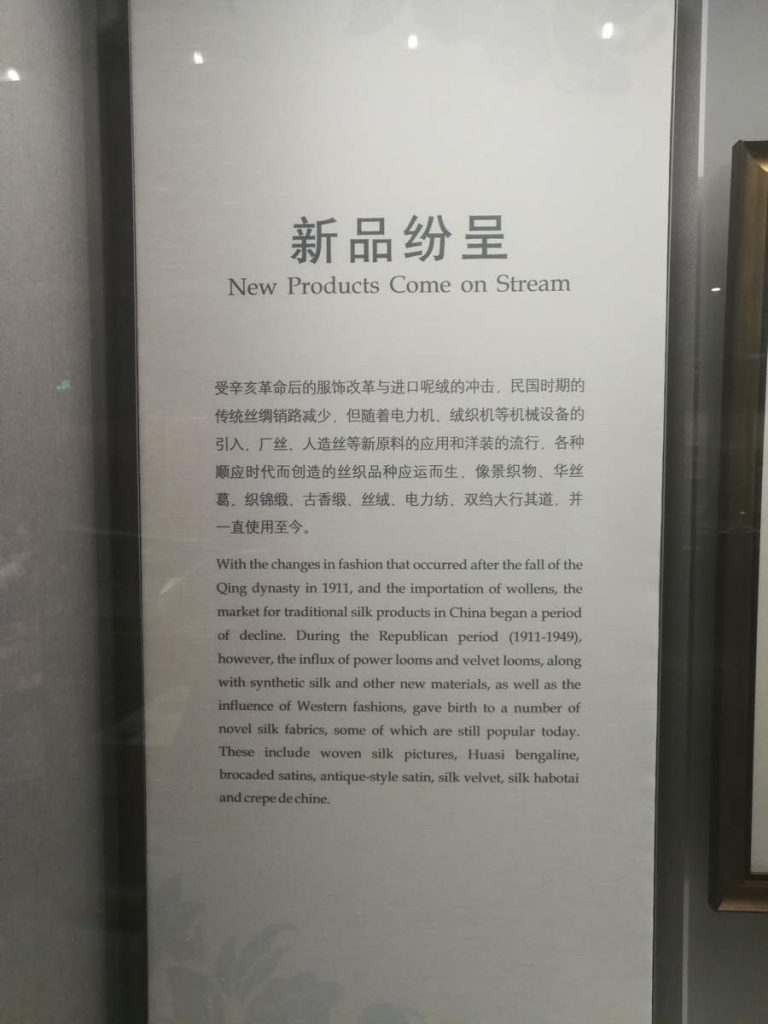 新品纷呈
New Products Come on Stream
受辛亥革命后的服饰改革与进口呢绒的冲击，民国时期的
传统丝绸销路减少，但随着电力机、绒织机等机械设备的
引入，厂丝、人造丝等新原料的应用和洋装的流行，各种
顺应时代而创造的丝织品种应运而生，像景织物、华丝
葛、织锦缎、古香缎、丝绒、电力纺、双绉大行其道，并
一直使用至今。
With the changes in fashion that occurred after the fall of the
Qing dynasty in 1911, and the importation of wollens, the
market for traditional silk products in China began a period
of decline. During the Republican period (1911-1949),
however, the influx of power looms and velvet looms, along
with synthetic silk and other new materials, as well as the
influence of Western fashions, gave birth to a number of
novel silk fabrics, some of which are still popular today.
These include woven silk pictures, Huasi bengaline,
brocaded satins, antique-style satin, silk velvet, silk habotai
and crepe de chine.